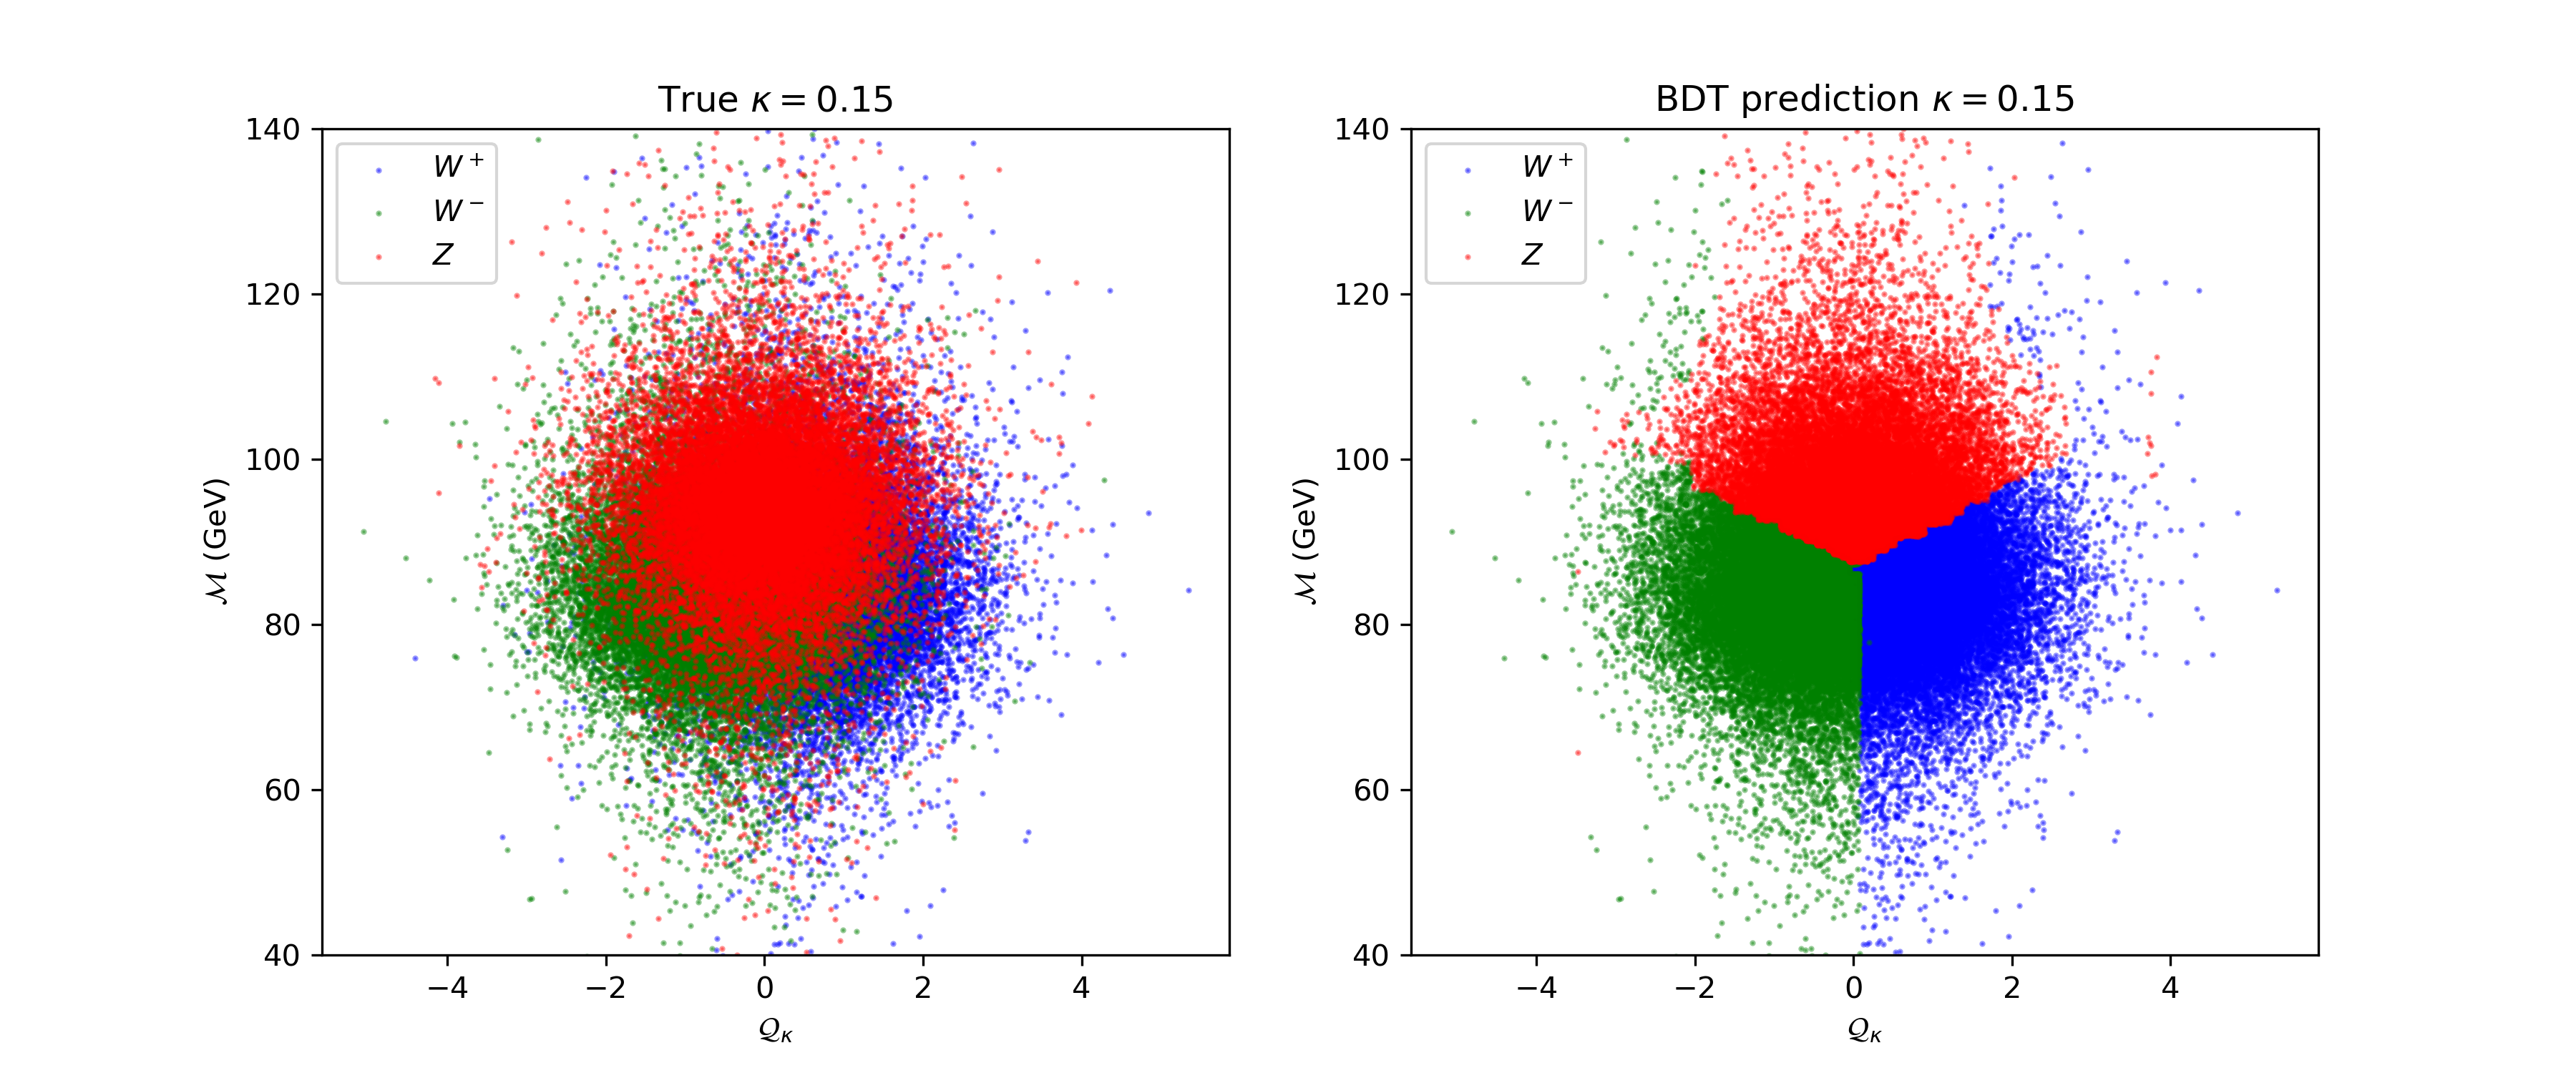 True κ = 0.15
140
120
100
80
60
40
ℳ (GeV)
W⁺
W⁻
Z
−4
−2
0
2
4
𝒬κ
BDT prediction κ = 0.15
140
120
100
80
60
40
ℳ (GeV)
W⁺
W⁻
Z
−4
−2
0
2
4
𝒬κ